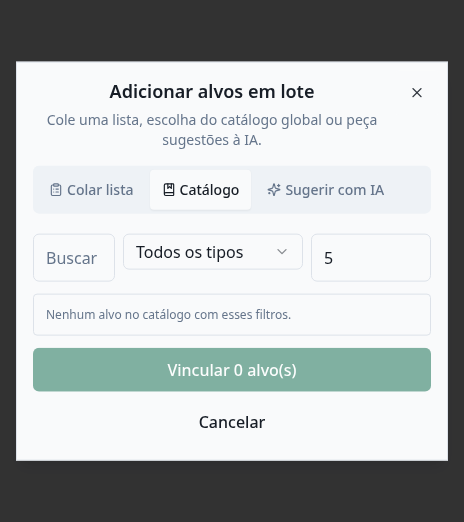 Adicionar alvos em lote
Cole uma lista, escolha do catálogo global ou peça
sugestões à IA.
Colar lista
Catálogo
Sugerir com IA
Buscar
Todos os tipos
5
Nenhum alvo no catálogo com esses filtros.
Vincular 0 alvo(s)
Cancelar